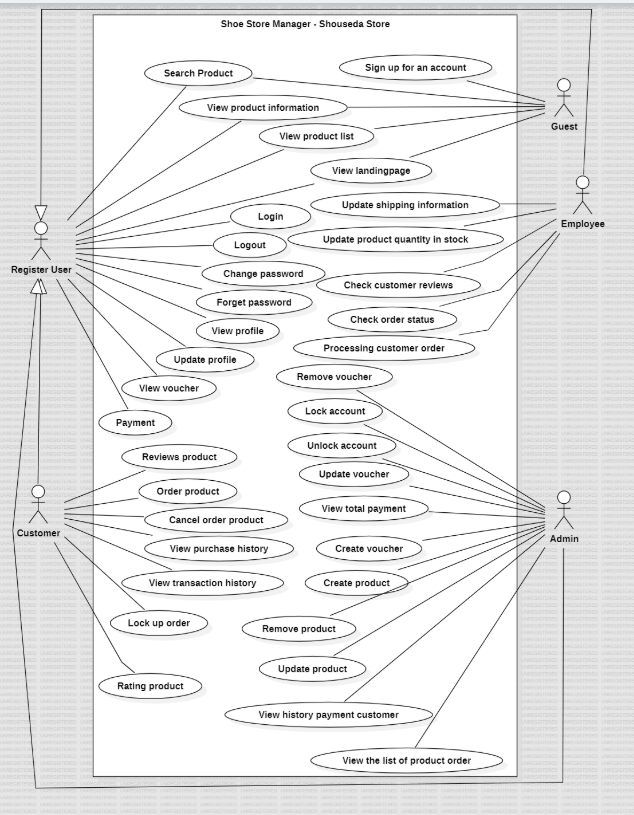 Shoe Store Manager - Shouseda Store
Search Product
Sign up for an account
View product information
Guest
View product list
View landingpage
Update shipping information
Login
Employee
Logout
Update product quantity in stock
Register User
Change password
Check customer reviews
Forget password
Check order status
View profile
Processing customer order
Update profile
Remove voucher
View voucher
Lock account
Payment
Unlock account
Reviews product
Update voucher
Order product
View total payment
Cancel order product
Customer
Admin
View purchase history
Create voucher
View transaction history
Create product
Lock up order
Remove product
Update product
Rating product
View history payment customer
View the list of product order